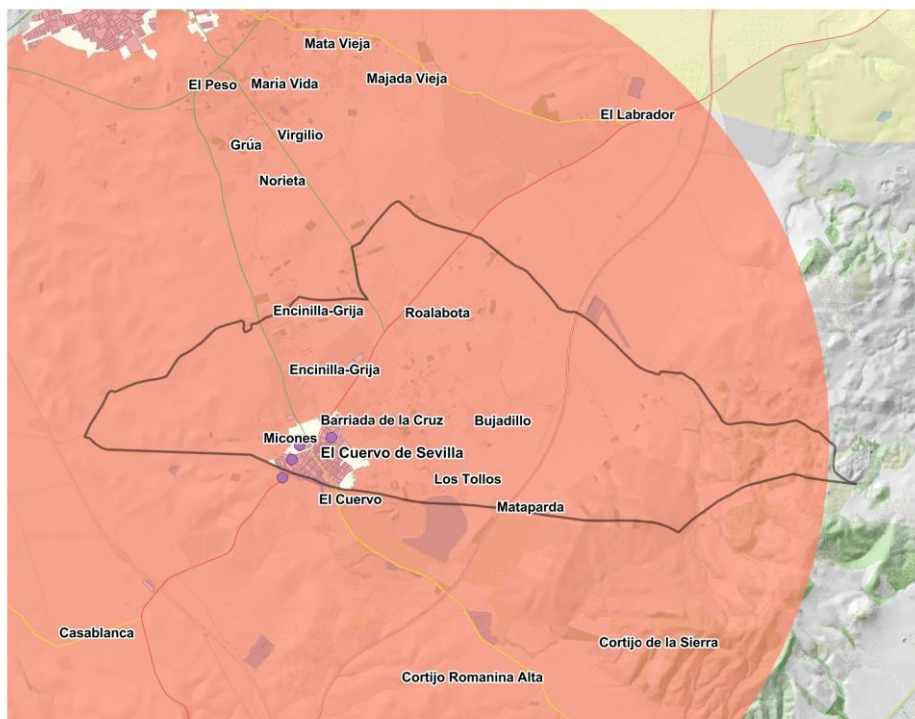 Mata Vieja
El Peso
María Vida
Majada Vieja
El Labrador
Virgilio
Grúa
Norieta
Encinilla-Grija
Roalabota
Encinilla-Grija
Barriada de la Cruz
Bujadillo
Micones
El Cuervo de Sevilla
Los Tollos
El Cuervo
Mataparda
Casablanca
Cortijo de la Sierra
Cortijo Romanina Alta